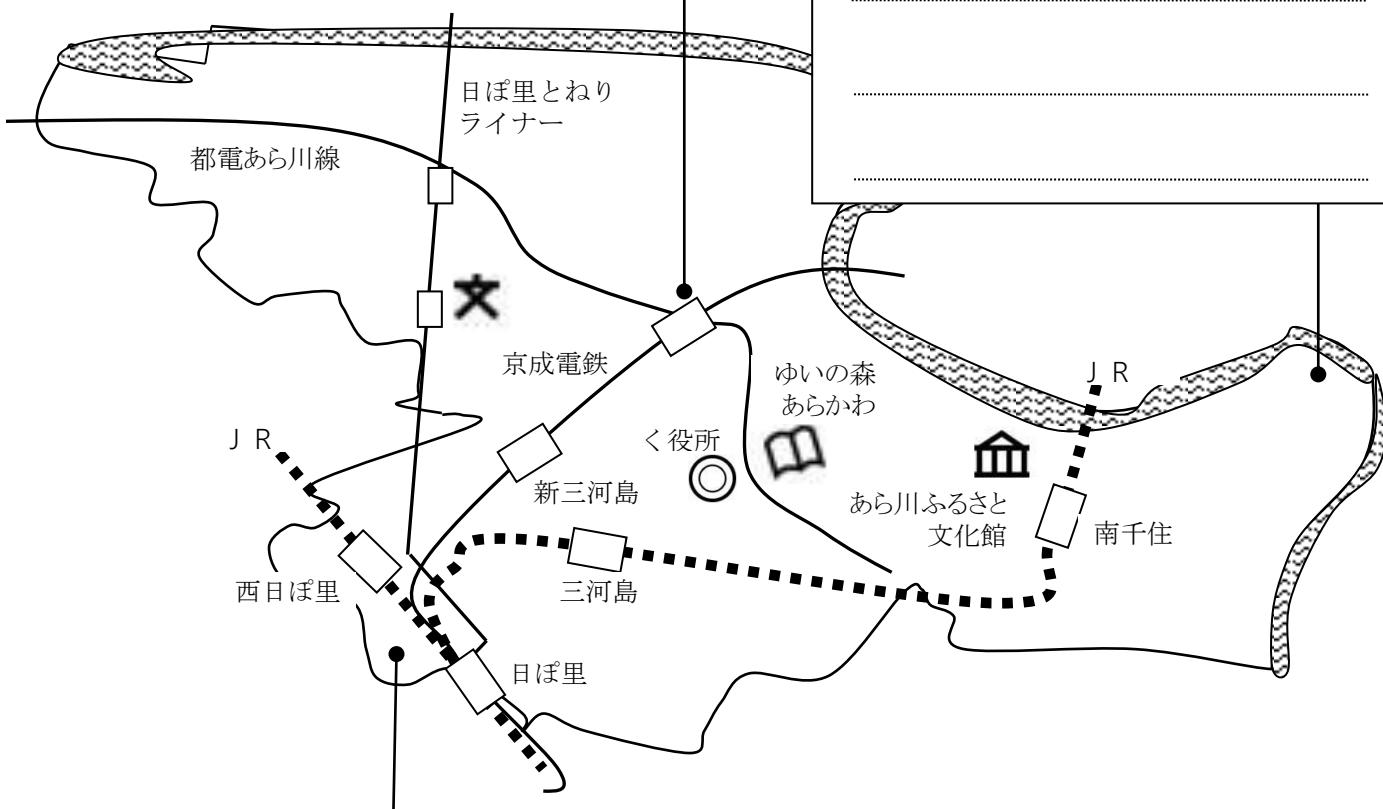 日ぽ里とねり
ライナー
都電あら川線
京成電鉄
ゆいの森
あらかわ
ＪＲ
ＪＲ
く役所
新三河島
あら川ふるさと
文化館
南千住
西日ぽ里
三河島
日ぽ里